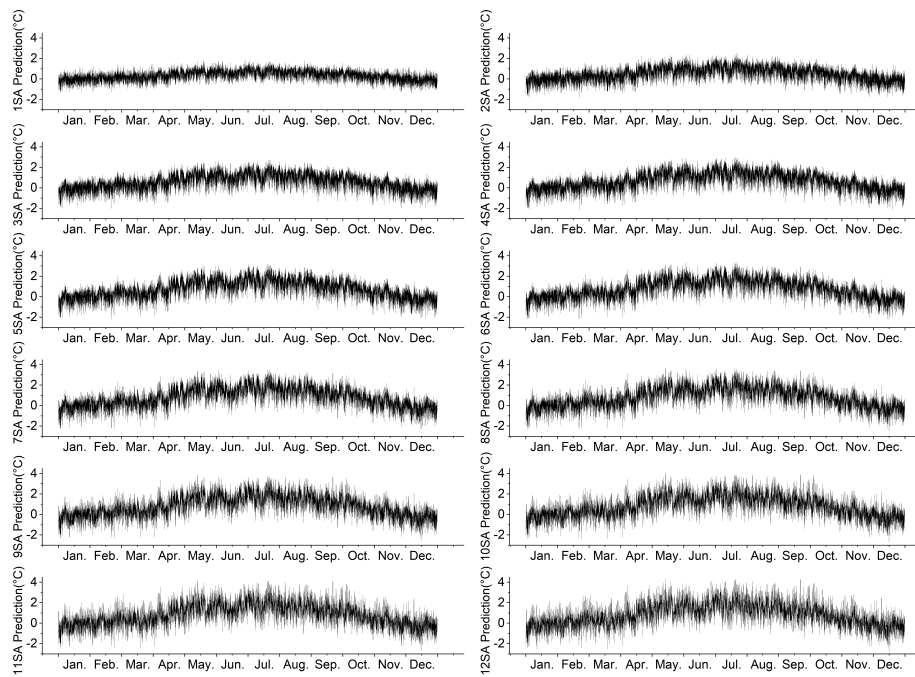 1SA Prediction(°C)
4
2
0
-2
Jan. Feb. Mar. Apr. May. Jun. Jul. Aug. Sep. Oct. Nov. Dec.
2SA Prediction(°C)
4
2
0
-2
Jan. Feb. Mar. Apr. May. Jun. Jul. Aug. Sep. Oct. Nov. Dec.
3SA Prediction(°C)
4
2
0
-2
Jan. Feb. Mar. Apr. May. Jun. Jul. Aug. Sep. Oct. Nov. Dec.
4SA Prediction(°C)
4
2
0
-2
Jan. Feb. Mar. Apr. May. Jun. Jul. Aug. Sep. Oct. Nov. Dec.
5SA Prediction(°C)
4
2
0
-2
Jan. Feb. Mar. Apr. May. Jun. Jul. Aug. Sep. Oct. Nov. Dec.
6SA Prediction(°C)
4
2
0
-2
Jan. Feb. Mar. Apr. May. Jun. Jul. Aug. Sep. Oct. Nov. Dec.
7SA Prediction(°C)
4
2
0
-2
Jan. Feb. Mar. Apr. May. Jun. Jul. Aug. Sep. Oct. Nov. Dec.
8SA Prediction(°C)
4
2
0
-2
Jan. Feb. Mar. Apr. May. Jun. Jul. Aug. Sep. Oct. Nov. Dec.
9SA Prediction(°C)
4
2
0
-2
Jan. Feb. Mar. Apr. May. Jun. Jul. Aug. Sep. Oct. Nov. Dec.
10SA Prediction(°C)
4
2
0
-2
Jan. Feb. Mar. Apr. May. Jun. Jul. Aug. Sep. Oct. Nov. Dec.
11SA Prediction(°C)
4
2
0
-2
Jan. Feb. Mar. Apr. May. Jun. Jul. Aug. Sep. Oct. Nov. Dec.
12SA Prediction(°C)
4
2
0
-2
Jan. Feb. Mar. Apr. May. Jun. Jul. Aug. Sep. Oct. Nov. Dec.